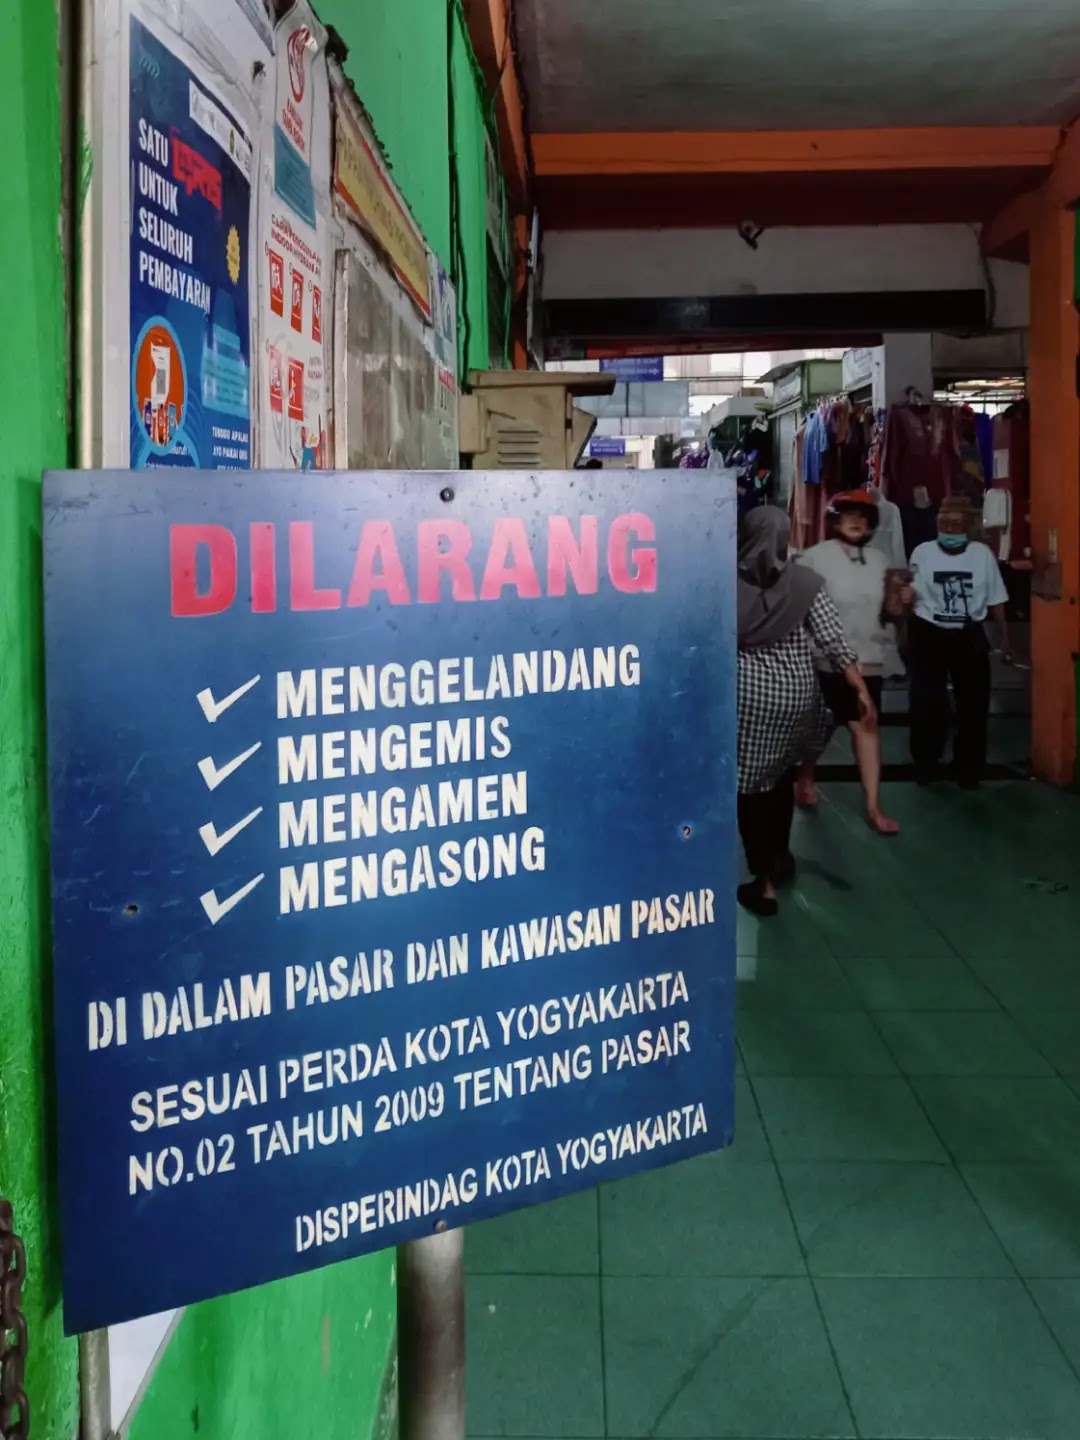 SATU
QRIS
UNTUK
SELURUH
PEMBAYARAN
DILARANG
MENGGELANDANG
MENGEMIS
MENGAMEN
MENGASONG
DI DALAM PASAR DAN KAWASAN PASAR
SESUAI PERDA KOTA YOGYAKARTA
NO.02 TAHUN 2009 TENTANG PASAR
DISPERINDAG KOTA YOGYAKARTA